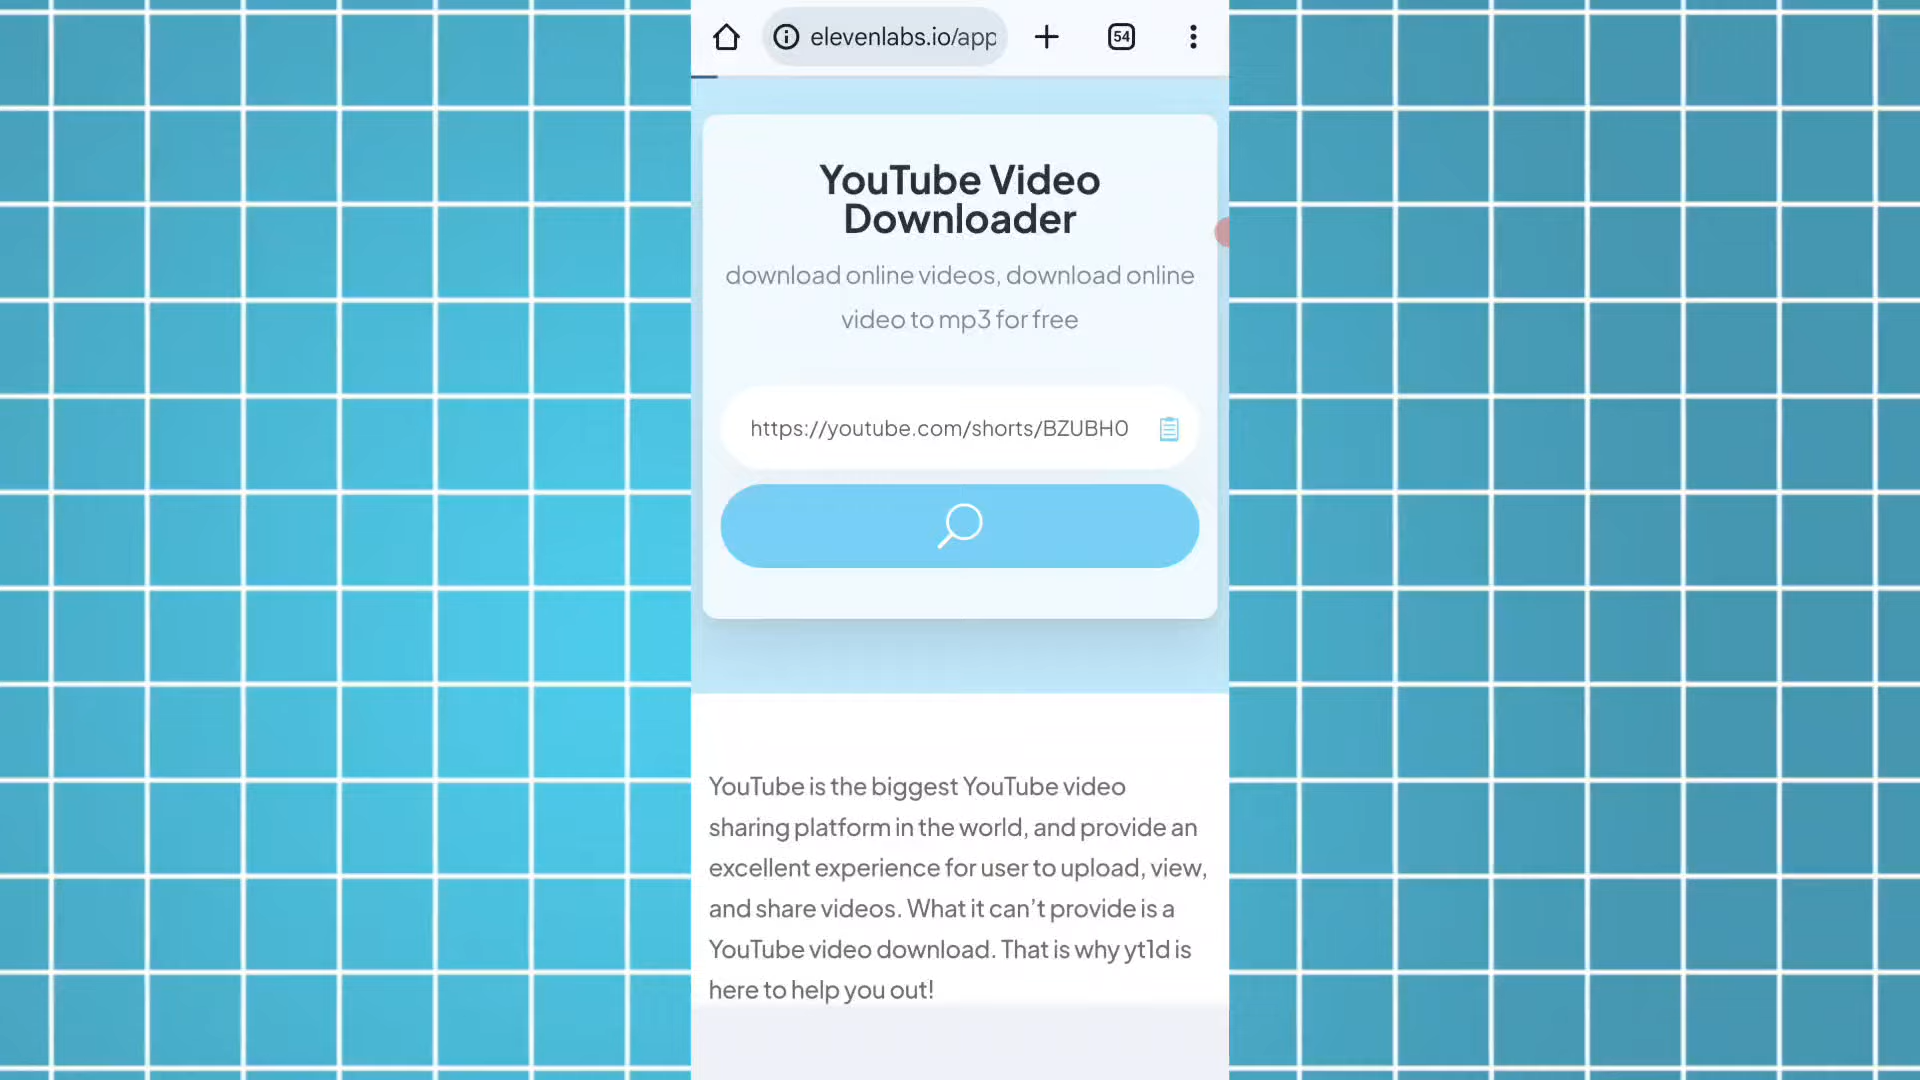 elevenlabs.io/app
54
YouTube Video
Downloader
download online videos, download online
video to mp3 for free
https://youtube.com/shorts/BZUBH0
YouTube is the biggest YouTube video
sharing platform in the world, and provide an
excellent experience for user to upload, view,
and share videos. What it can’t provide is a
YouTube video download. That is why yt1d is
here to help you out!